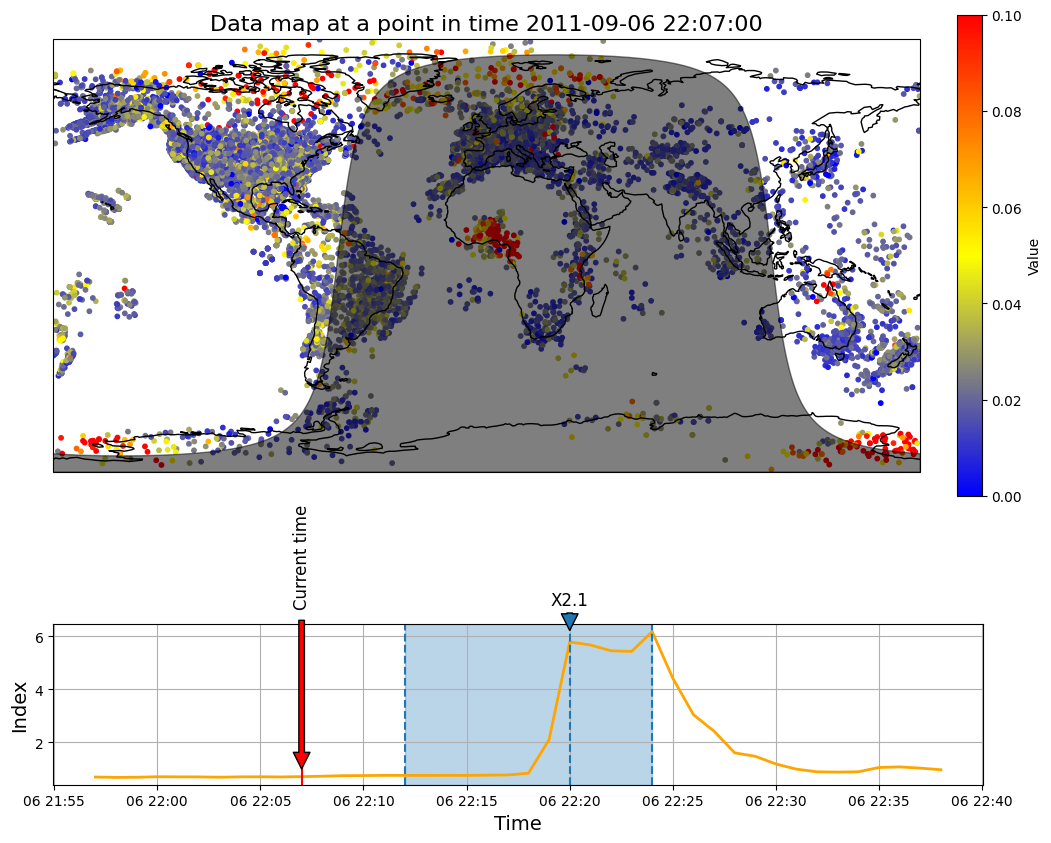 Data map at a point in time 2011-09-06 22:07:00
0.10
0.08
0.06
0.04
0.02
0.00
Value
Current time
X2.1
6
4
2
Index
06 21:55 06 22:00 06 22:05 06 22:10 06 22:15 06 22:20 06 22:25 06 22:30 06 22:35 06 22:40
Time